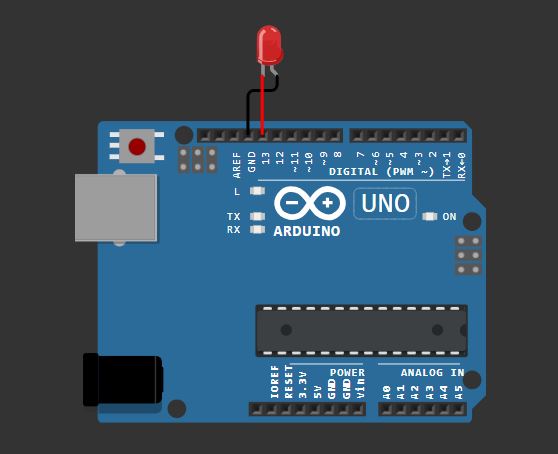 AREF
GND
13
12
~11
~10
~9
8
7
~6
~5
4
~3
2
TX→1
RX←0
DIGITAL (PWM ~)
L
TX
RX
UNO
ON
ARDUINO
POWER
ANALOG IN
IOREF
RESET
3.3V
5V
GND
GND
Vin
A0
A1
A2
A3
A4
A5